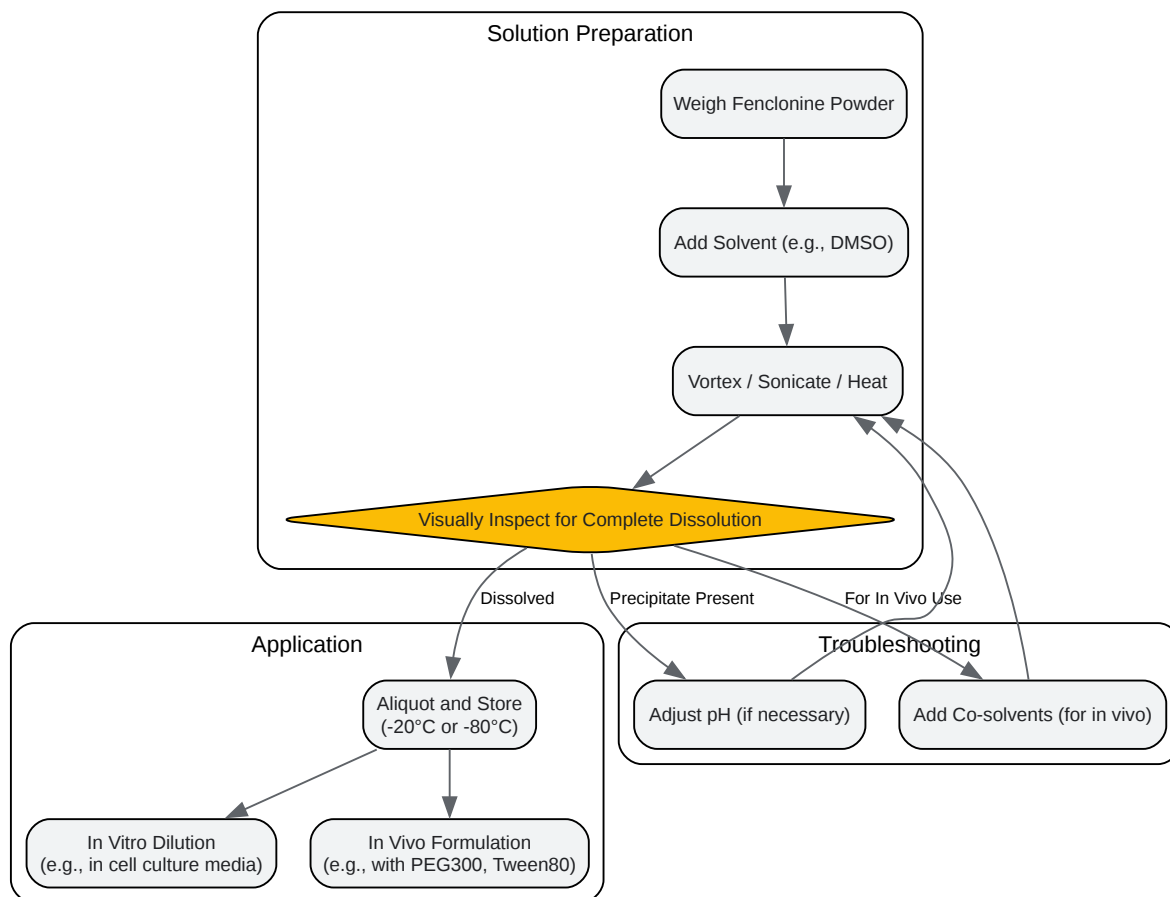 Solution Preparation
Weigh Fenclonine Powder
Add Solvent (e.g., DMSO)
Vortex / Sonicate / Heat
Visually Inspect for Complete Dissolution
Dissolved
Precipitate Present
For In Vivo Use
Application
Troubleshooting
Aliquot and Store
(-20°C or -80°C)
Adjust pH (if necessary)
Add Co-solvents (for in vivo)
In Vitro Dilution
(e.g., in cell culture media)
In Vivo Formulation
(e.g., with PEG300, Tween80)